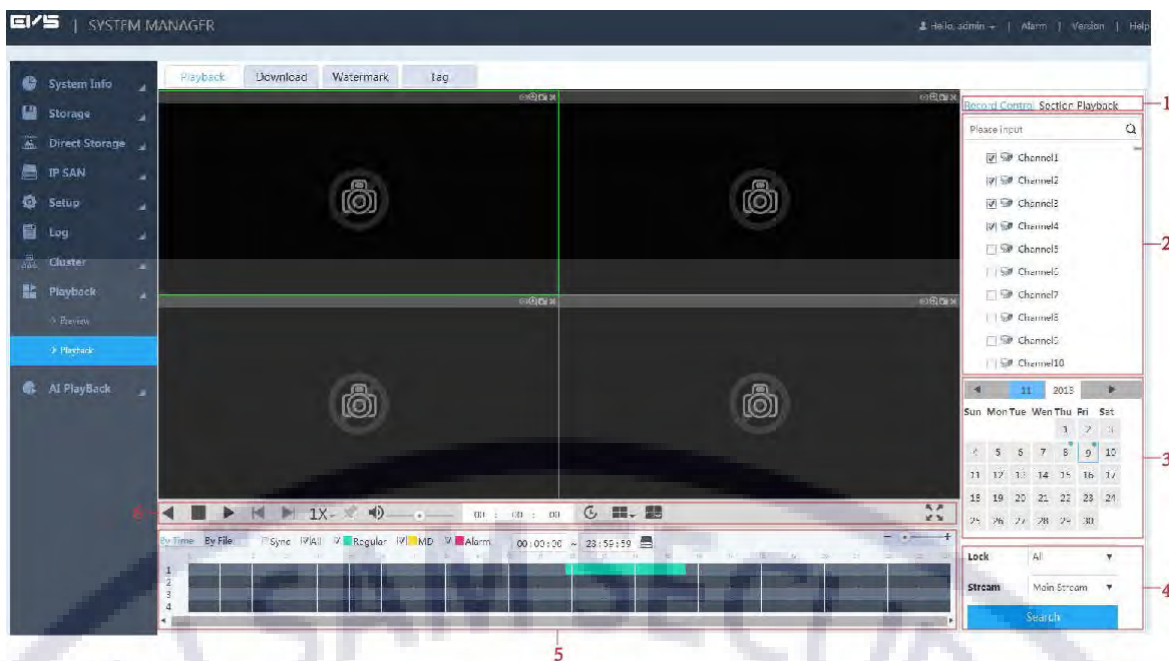 EVS | SYSTEM MANAGER
Hello, admin | Alarm | Version | Help
System Info
Storage
Direct Storage
IP SAN
Setup
Log
Cluster
Playback
> Preview
> Playback
AI PlayBack
Playback Download Watermark Tag
Record Control Section Playback 1
Please input
Channel1
Channel2
Channel3
Channel4
Channel5
Channel6
Channel7
Channel8
Channel9
Channel10
2
11
Sun Mon Tue Wen Thu Fri Sat
1 2 3
4 5 6 7 8 9 10
11 12 13 14 15 16 17
18 19 20 21 22 23 24
25 26 27 28 29 30
3
6 1X 00 : 00 : 00
By Time By File Sync All Regular MD Alarm 00:00:00 ~ 23:59:59
1
2
3
4
5
Lock All
Stream Main Stream
Search
4